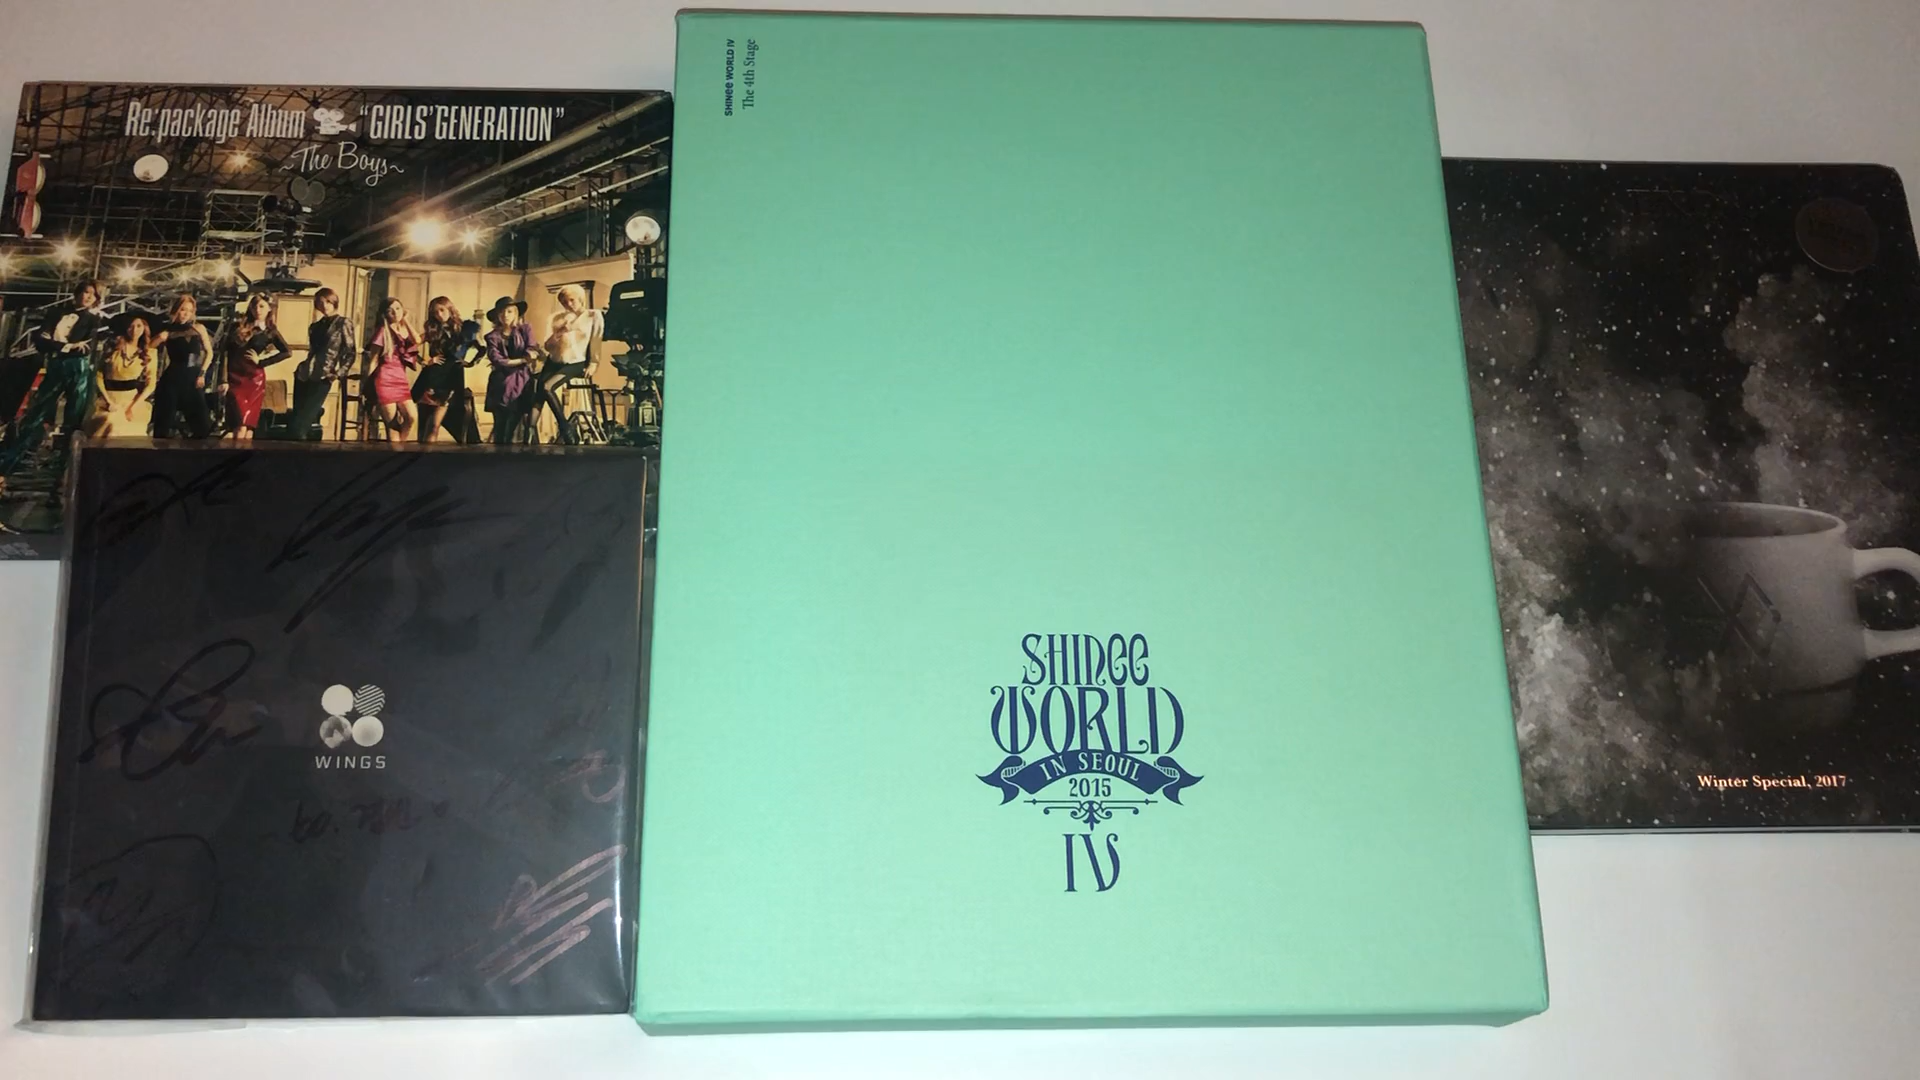 Re:package Album "GIRLS'GENERATION"
~The Boys~
WINGS
SHINee WORLD IV
The 4th Stage
SHINee
WORLD
IN SEOUL
2015
IV
Winter Special, 2017